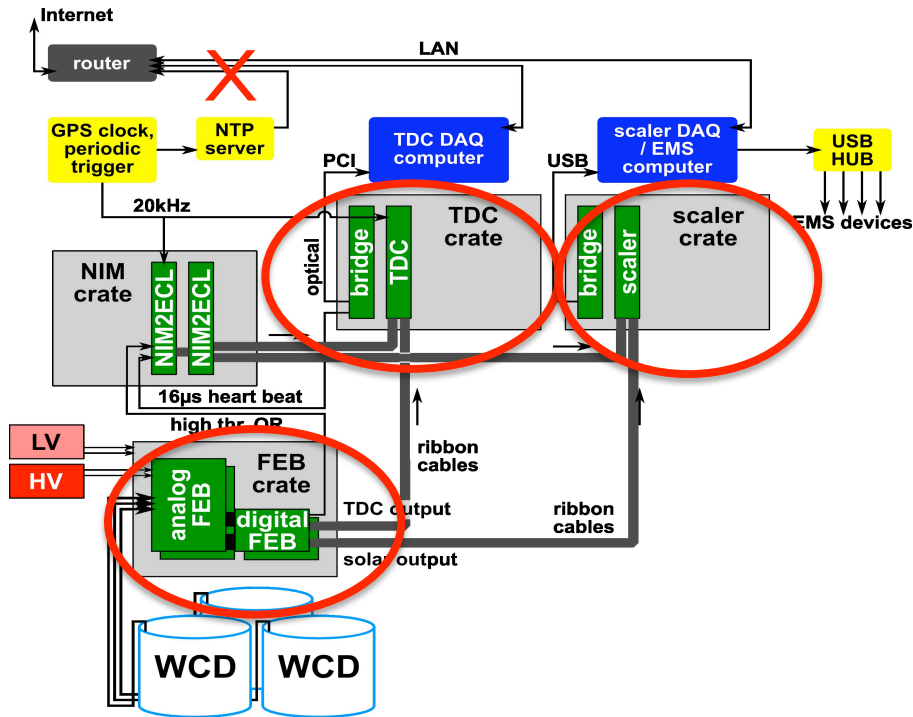 Internet
router
LAN
GPS clock,
periodic
trigger
NTP
server
TDC DAQ
computer
scaler DAQ
/ EMS
computer
USB
HUB
PCI
USB
20kHz
EMS devices
NIM
crate
NIM2ECL
NIM2ECL
optical
bridge
TDC
TDC
crate
bridge
scaler
scaler
crate
16µs heart beat
high thr. OR
LV
HV
FEB
crate
analog
FEB
digital
FEB
ribbon
cables
TDC output
ribbon
cables
solar output
WCD
WCD